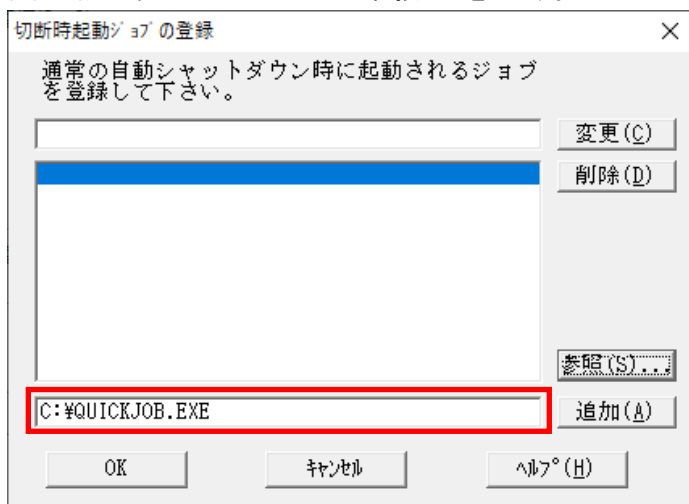 切断時起動ｼﾞｮﾌﾞの登録
通常の自動シャットダウン時に起動されるジョブ
を登録して下さい。
変更(C)
削除(D)
参照(S)...
C:¥QUICKJOB.EXE
追加(A)
OK
ｷｬﾝｾﾙ
ﾍﾙﾌﾟ(H)